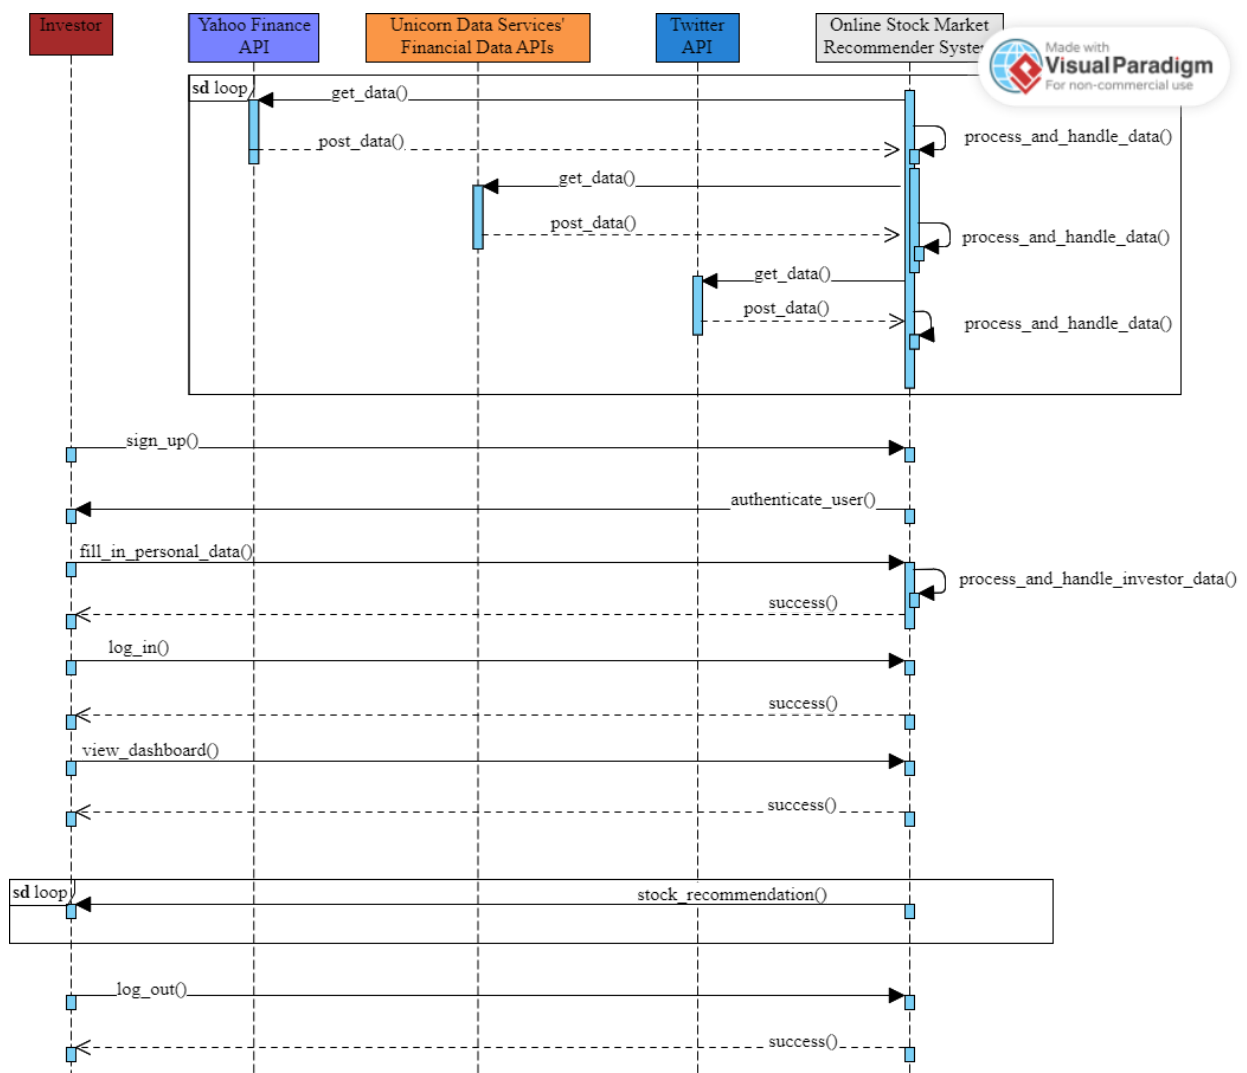 Investor
Yahoo Finance
API
Unicorn Data Services'
Financial Data APIs
Twitter
API
Online Stock Market
Recommender
Made with
Visual Paradigm
For non-commercial use
sd loop
get_data()
process_and_handle_data()
post_data()
get_data()
post_data()
process_and_handle_data()
get_data()
post_data()
process_and_handle_data()
sign_up()
authenticate_user()
fill_in_personal_data()
process_and_handle_investor_data()
success()
log_in()
success()
view_dashboard()
success()
sd loop
stock_recommendation()
log_out()
success()